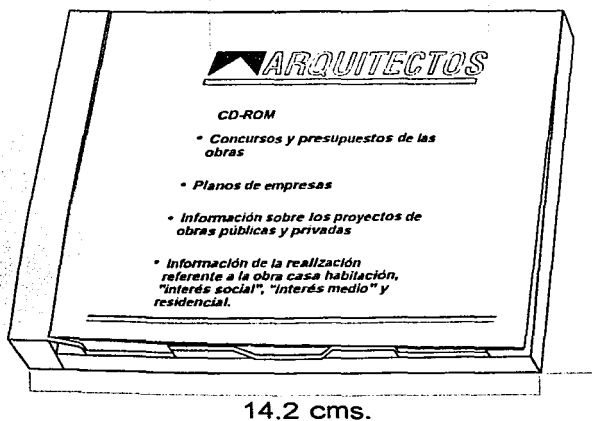 ARQUITECTOS
CD-ROM
• Concursos y presupuestos de las
obras
• Planos de empresas
• Información sobre los proyectos de
obras públicas y privadas
• Información de la realización
referente a la obra casa habitación,
"interés social", "interés medio" y
residencial.
14.2 cms.